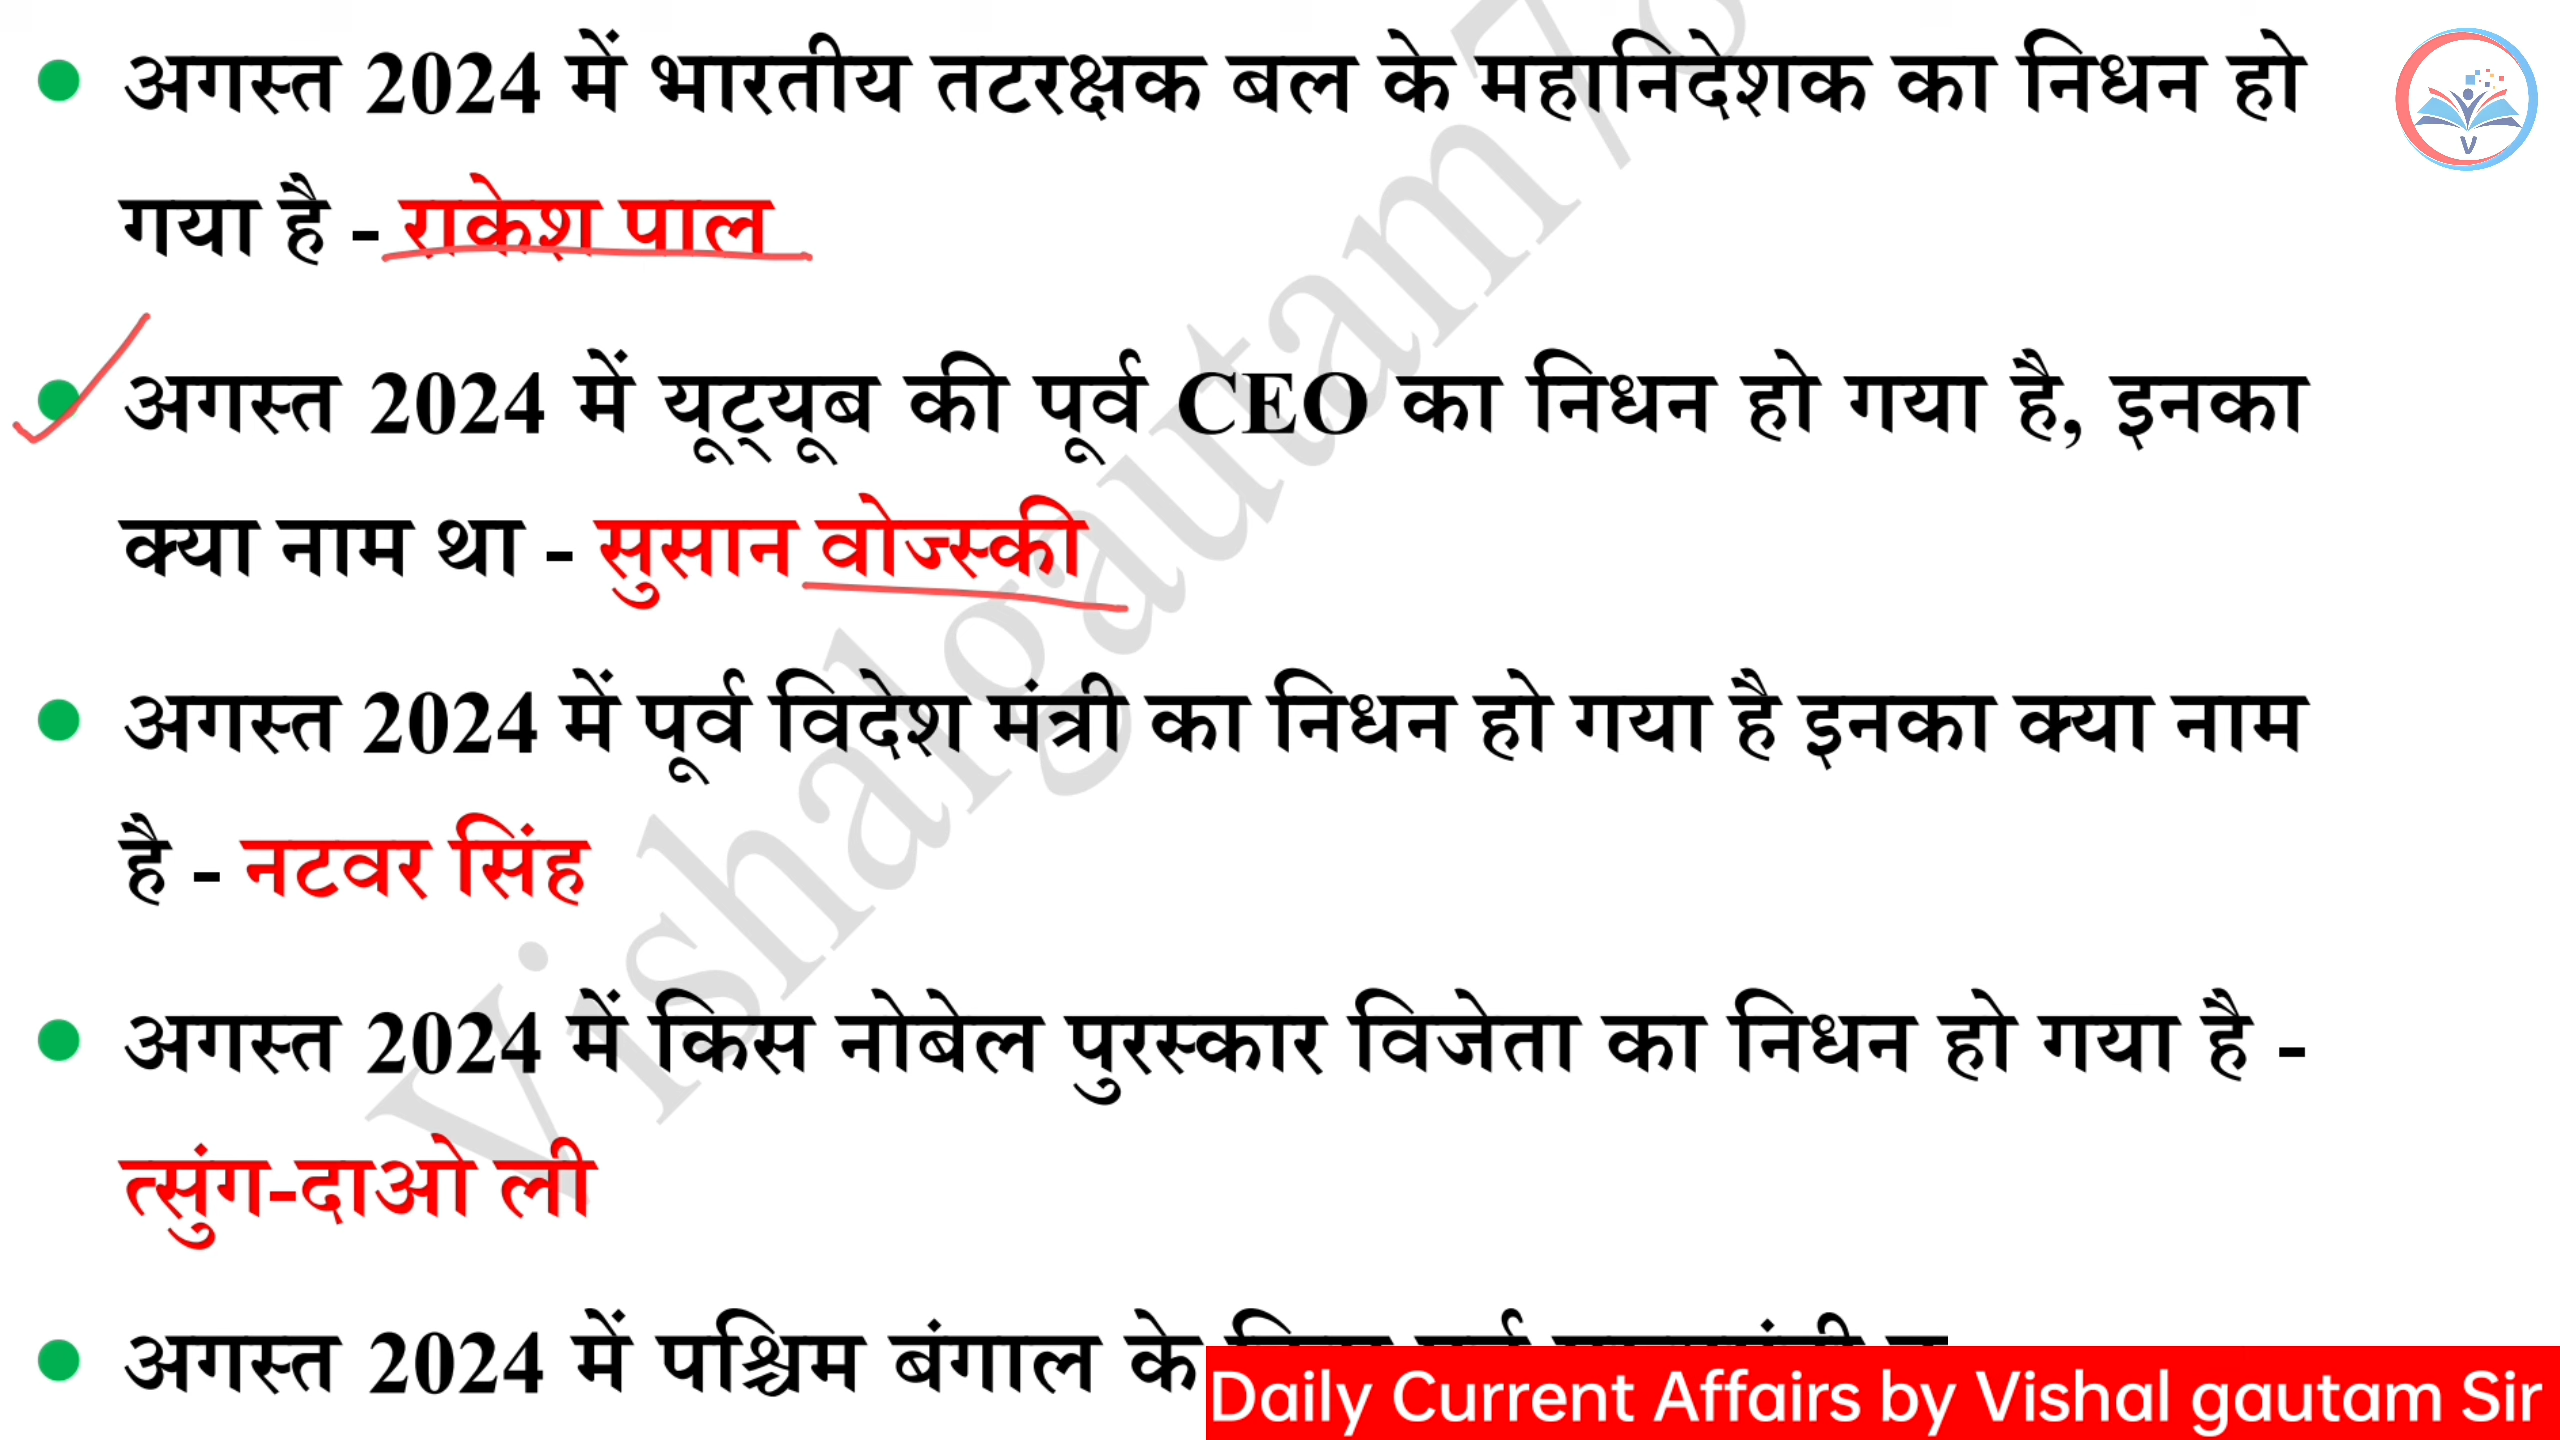 अगस्त 2024 में भारतीय तटरक्षक बल के महानिदेशक का निधन हो
गया है - राकेश पाल
अगस्त 2024 में यूट्यूब की पूर्व CEO का निधन हो गया है, इनका
क्या नाम था - सुसान वोज्स्की
अगस्त 2024 में पूर्व विदेश मंत्री का निधन हो गया है इनका क्या नाम
है - नटवर सिंह
अगस्त 2024 में किस नोबेल पुरस्कार विजेता का निधन हो गया है -
त्सुंग-दाओ ली
अगस्त 2024 में पश्चिम बंगाल के
Daily Current Affairs by Vishal gautam Sir
Vishalgautam7
V